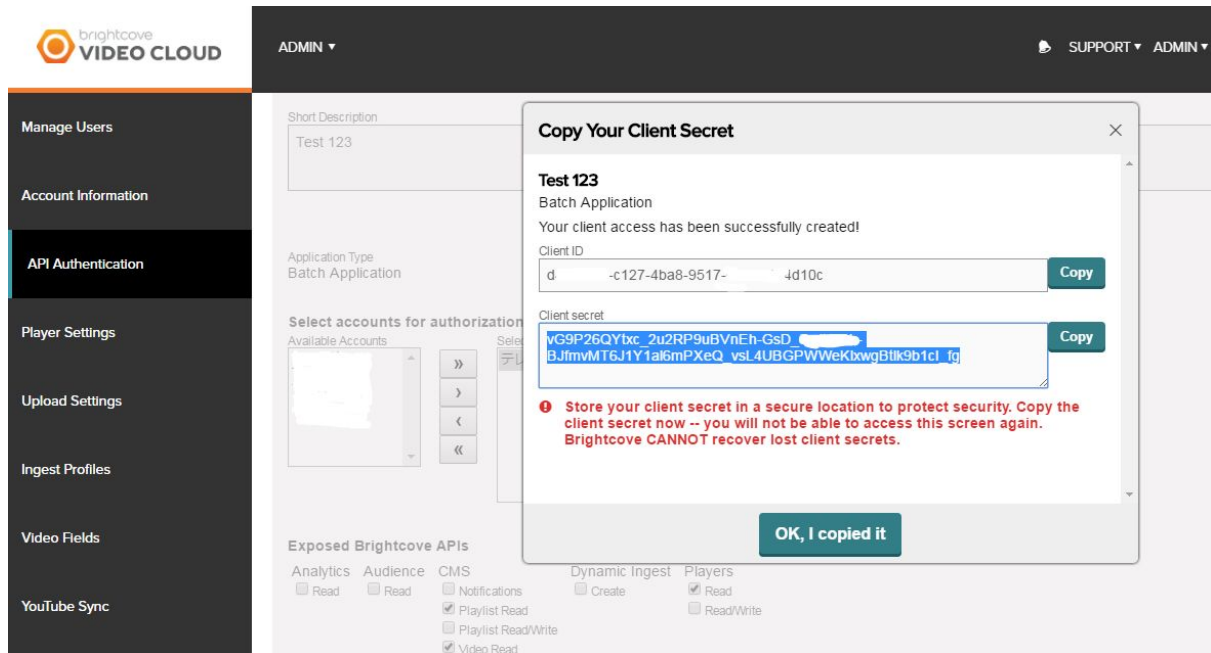 brightcove
VIDEO CLOUD
ADMIN
SUPPORT ADMIN
Manage Users
Account Information
API Authentication
Player Settings
Upload Settings
Ingest Profiles
Video Fields
YouTube Sync
Short Description
Test 123
Application Type
Batch Application
Select accounts for authorization
Available Accounts
Exposed Brightcove APIs
Analytics Audience CMS Dynamic Ingest Players
Read Read Notifications Create Read
Playlist Read Read/Write
Playlist Read/Write
Video Read
Copy Your Client Secret
Test 123
Batch Application
Your client access has been successfully created!
Client ID
-c127-4ba8-9517- 4d10c
Copy
Client secret
Copy
Store your client secret in a secure location to protect security. Copy the
client secret now -- you will not be able to access this screen again.
Brightcove CANNOT recover lost client secrets.
OK, I copied it